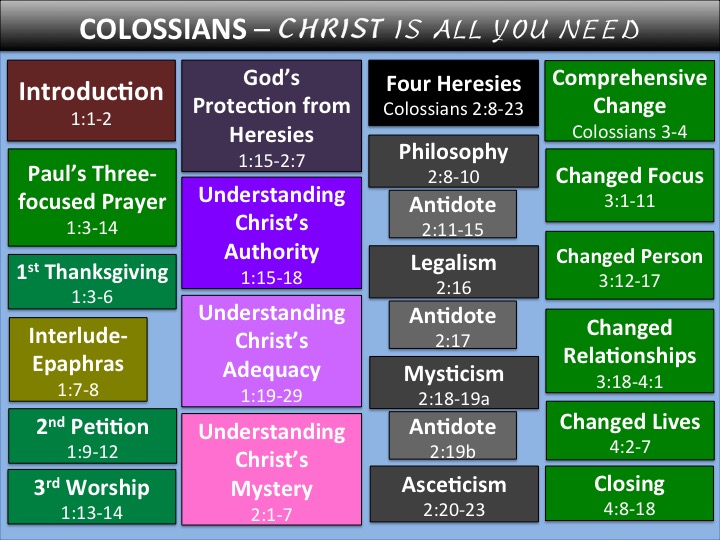 COLOSSIANS – CHRIST IS ALL YOU NEED
Introduction
1:1-2
Paul's Three-
focused Prayer
1:3-14
1st Thanksgiving
1:3-6
Interlude-
Epaphras
1:7-8
2nd Petition
1:9-12
3rd Worship
1:13-14
God's
Protection from
Heresies
1:15-2:7
Understanding
Christ's
Authority
1:15-18
Understanding
Christ's
Adequacy
1:19-29
Understanding
Christ's
Mystery
2:1-7
Four Heresies
Colossians 2:8-23
Philosophy
2:8-10
Antidote
2:11-15
Legalism
2:16
Antidote
2:17
Mysticism
2:18-19a
Antidote
2:19b
Asceticism
2:20-23
Comprehensive
Change
Colossians 3-4
Changed Focus
3:1-11
Changed Person
3:12-17
Changed
Relationships
3:18-4:1
Changed Lives
4:2-7
Closing
4:8-18